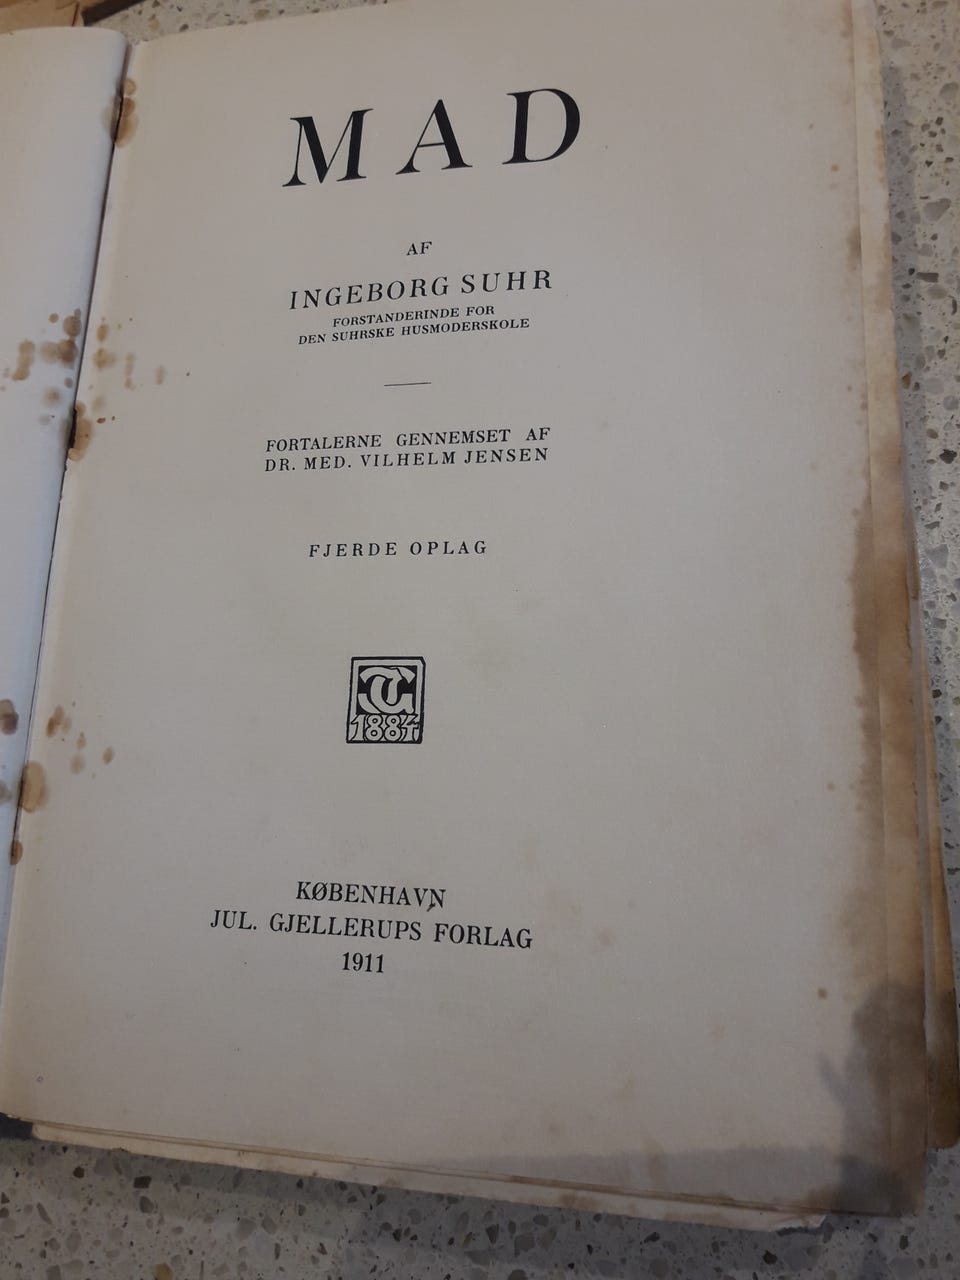 MAD
AF
INGEBORG SUHR
FORSTANDERINDE FOR
DEN SUHRSKE HUSMODERSKOLE
FORTALERNE GENNEMSET AF
DR. MED. VILHELM JENSEN
FJERDE OPLAG
1884
KØBENHAVN
JUL. GJELLERUPS FORLAG
1911